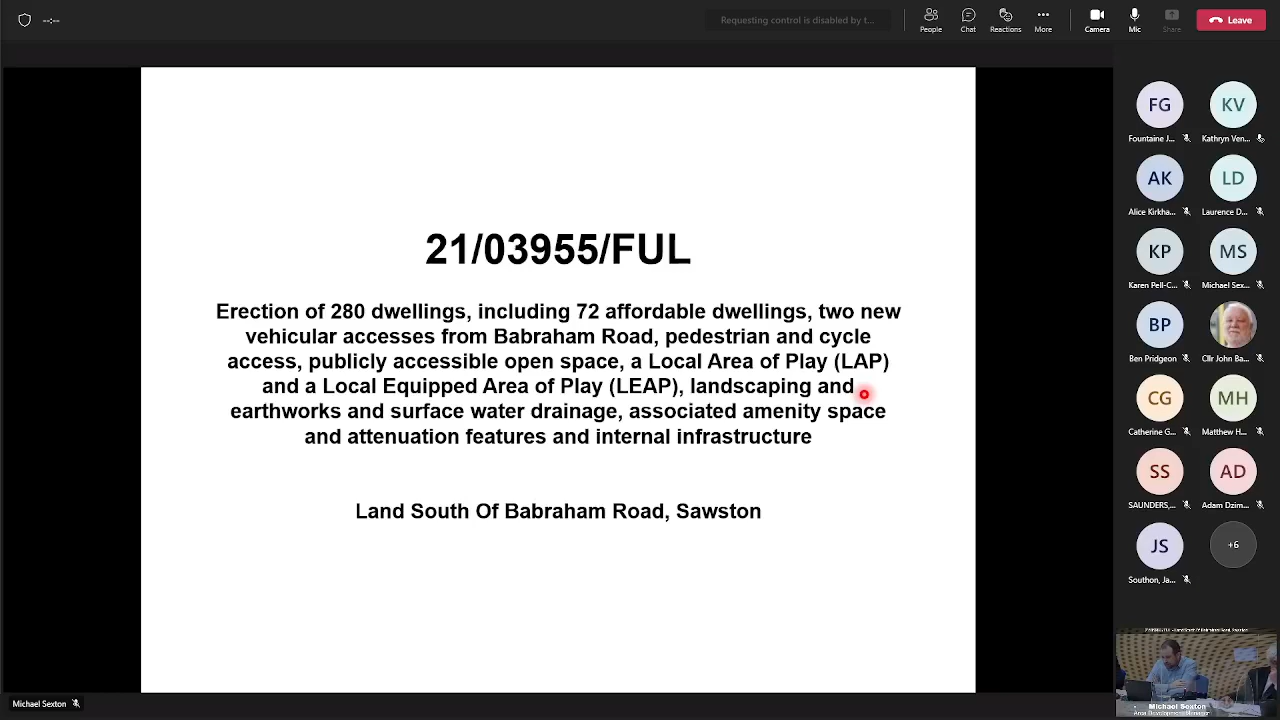 --:--
Requesting control is disabled by t...
People
Chat
Reactions
More
Camera
Mic
Share
Leave
21/03955/FUL
Erection of 280 dwellings, including 72 affordable dwellings, two new
vehicular accesses from Babraham Road, pedestrian and cycle
access, publicly accessible open space, a Local Area of Play (LAP)
and a Local Equipped Area of Play (LEAP), landscaping and
earthworks and surface water drainage, associated amenity space
and attenuation features and internal infrastructure
Land South Of Babraham Road, Sawston
FG
KV
Fountaine J...
Kathryn Ven...
AK
LD
Alice Kirkha...
Laurence D...
KP
MS
Karen Pell-C...
Michael Sex...
BP
Ben Pridgeon
Cllr John Ba...
CG
MH
Catherine G...
Matthew H...
SS
AD
SAUNDERS,...
Adam Dzim...
JS
+6
Southon, Ja...
Michael Sexton
Michael Sexton
Area Development Manager